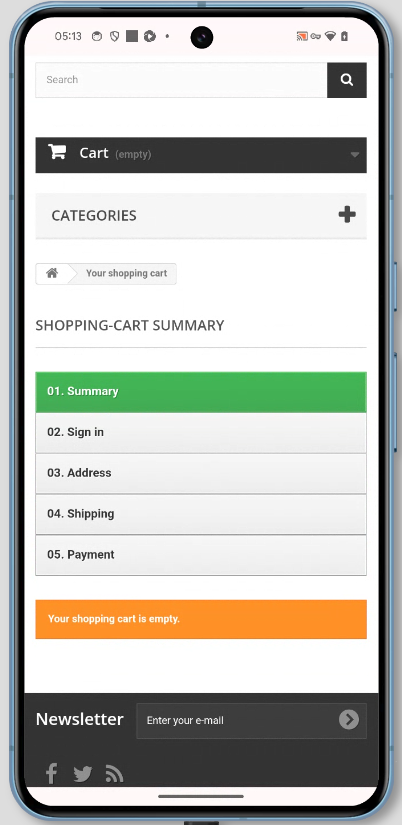 05:13
Search
Cart (empty)
CATEGORIES
Your shopping cart
SHOPPING-CART SUMMARY
01. Summary
02. Sign in
03. Address
04. Shipping
05. Payment
Your shopping cart is empty.
Newsletter Enter your e-mail